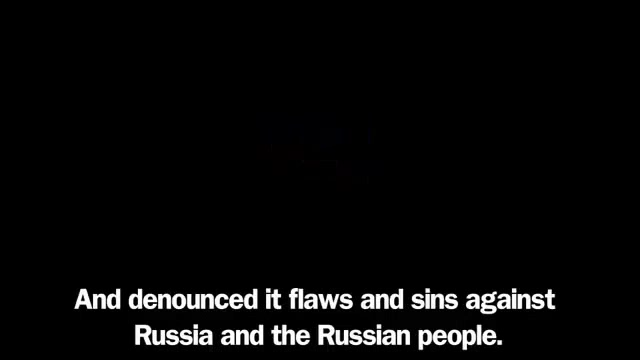 And denounced it flaws and sins against
Russia and the Russian people.